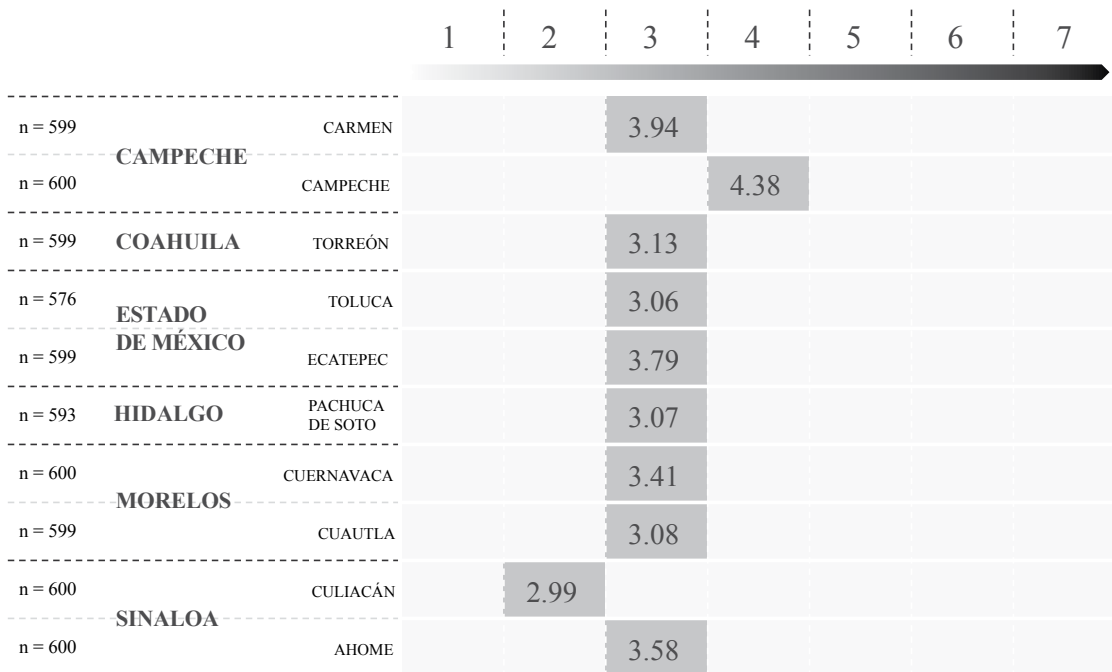 1 2 3 4 5 6 7
n = 599 CARMEN 3.94
CAMPECHE
n = 600 CAMPECHE 4.38
n = 599 COAHUILA TORREÓN 3.13
n = 576 TOLUCA 3.06
ESTADO
DE MÉXICO
n = 599 ECATEPEC 3.79
n = 593 HIDALGO PACHUCA
DE SOTO 3.07
n = 600 CUERNAVACA 3.41
MORELOS
n = 599 CUAUTLA 3.08
n = 600 CULIACÁN 2.99
SINALOA
n = 600 AHOME 3.58